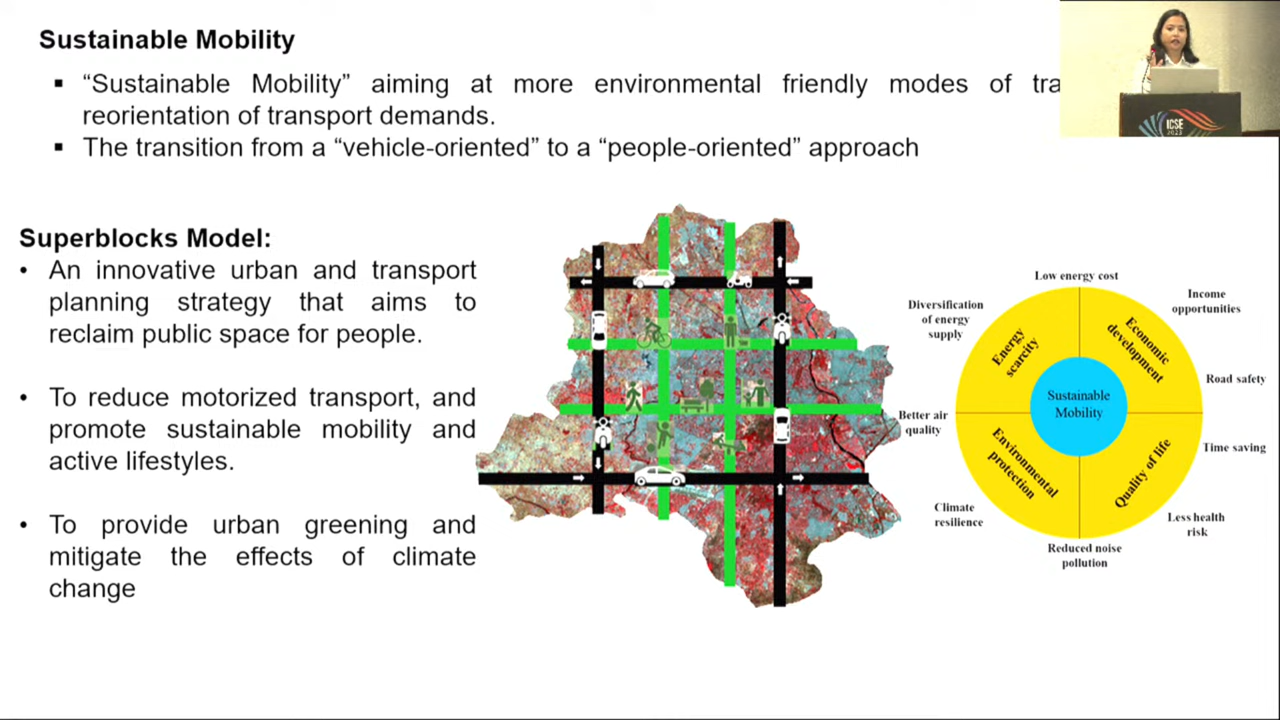 Sustainable Mobility
▪ “Sustainable Mobility” aiming at more environmental friendly modes of
reorientation of transport demands.
▪ The transition from a “vehicle-oriented” to a “people-oriented” approach
ICSE
2023
Superblocks Model:
• An innovative urban and transport
planning strategy that aims to
reclaim public space for people.
• To reduce motorized transport, and
promote sustainable mobility and
active lifestyles.
• To provide urban greening and
mitigate the effects of climate
change
Low energy cost
Income
opportunities
Diversification
of energy
supply
Energy
scarcity
Economic
development
Road safety
Sustainable
Mobility
Better air
quality
Time saving
Environmental
protection
Quality of life
Climate
resilience
Less health
risk
Reduced noise
pollution